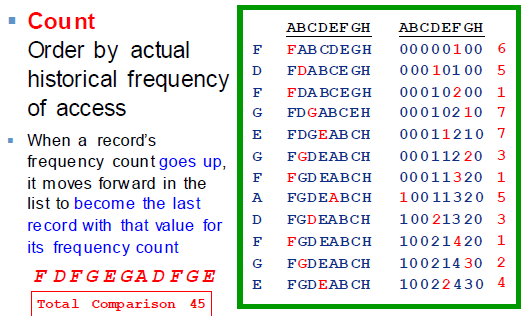 Count
Order by actual
historical frequency
of access
When a record's
frequency count goes up,
it moves forward in the
list to become the last
record with that value for
its frequency count
F D F G E G A D F G E
Total Comparison 45
ABCDEFGH ABCDEFGH
F FABCDEGH 00000100 6
D FDABCEGH 00010100 5
F FDABCEGH 00010200 1
G FDGABCEH 00010210 7
E FDGEABCH 00011210 7
G FGDEABCH 00011220 3
F FGDEABCH 00011320 1
A FGDEABCH 10011320 5
D FGDEABCH 10021320 3
F FGDEABCH 10021420 1
G FGDEABCH 10021430 2
E FGDEABCH 10022430 4